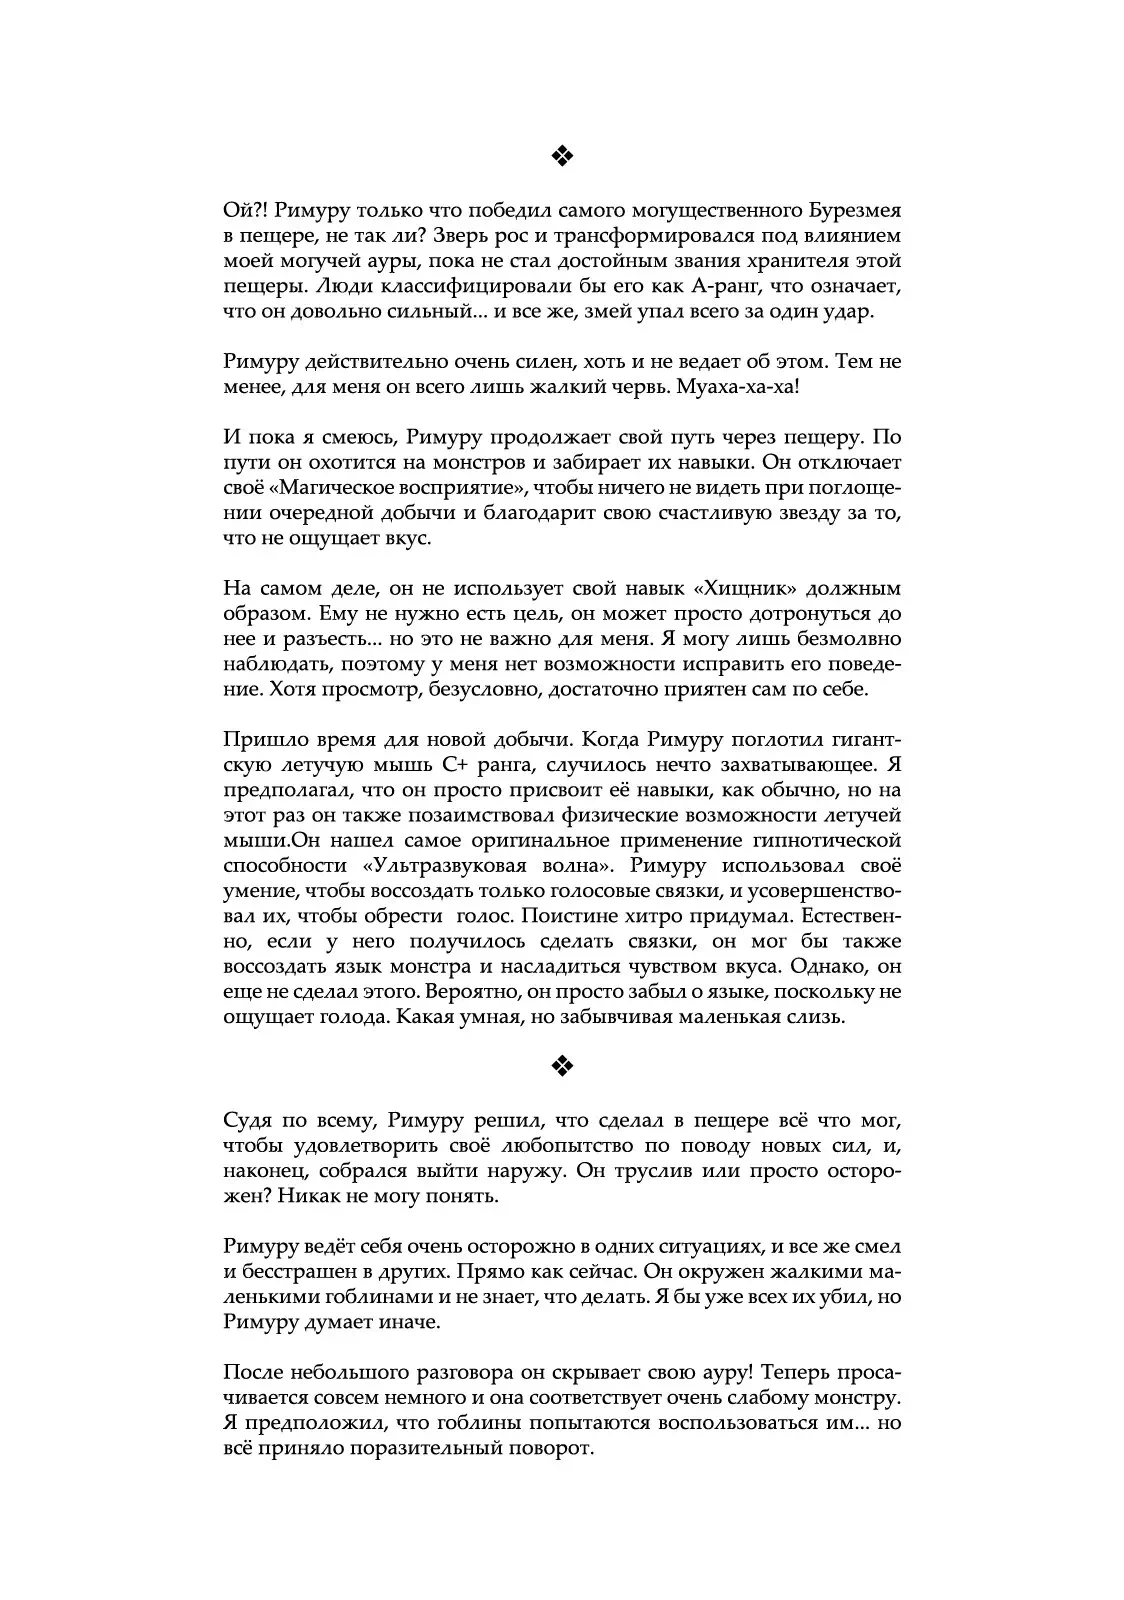 ❖
Ой?! Римуру только что победил самого могущественного Бурезмея
в пещере, не так ли? Зверь рос и трансформировался под влиянием
моей могучей ауры, пока не стал достойным звания хранителя этой
пещеры. Люди классифицировали бы его как А-ранг, что означает,
что он довольно сильный... и все же, змей упал всего за один удар.
Римуру действительно очень силен, хоть и не ведает об этом. Тем не
менее, для меня он всего лишь жалкий червь. Муаха-ха-ха!
И пока я смеюсь, Римуру продолжает свой путь через пещеру. По
пути он охотится на монстров и забирает их навыки. Он отключает
своё «Магическое восприятие», чтобы ничего не видеть при поглоще-
нии очередной добычи и благодарит свою счастливую звезду за то,
что не ощущает вкус.
На самом деле, он не использует свой навык «Хищник» должным
образом. Ему не нужно есть цель, он может просто дотронуться до
нее и разъесть... но это не важно для меня. Я могу лишь безмолвно
наблюдать, поэтому у меня нет возможности исправить его поведе-
ние. Хотя просмотр, безусловно, достаточно приятен сам по себе.
Пришло время для новой добычи. Когда Римуру поглотил гигант-
скую летучую мышь С+ ранга, случилось нечто захватывающее. Я
предполагал, что он просто присвоит её навыки, как обычно, но на
этот раз он также позаимствовал физические возможности летучей
мыши.Он нашел самое оригинальное применение гипнотической
способности «Ультразвуковая волна». Римуру использовал своё
умение, чтобы воссоздать только голосовые связки, и усовершенство-
вал их, чтобы обрести  голос. Поистине хитро придумал. Естествен-
но, если у него получилось сделать связки, он мог бы также
воссоздать язык монстра и насладиться чувством вкуса. Однако, он
еще не сделал этого. Вероятно, он просто забыл о языке, поскольку не
ощущает голода. Какая умная, но забывчивая маленькая слизь.
❖
Судя по всему, Римуру решил, что сделал в пещере всё что мог,
чтобы удовлетворить своё любопытство по поводу новых сил, и,
наконец, собрался выйти наружу. Он труслив или просто осторо-
жен? Никак не могу понять.
Римуру ведёт себя очень осторожно в одних ситуациях, и все же смел
и бесстрашен в других. Прямо как сейчас. Он окружен жалкими ма-
ленькими гоблинами и не знает, что делать. Я бы уже всех их убил, но
Римуру думает иначе.
После небольшого разговора он скрывает свою ауру! Теперь проса-
чивается совсем немного и она соответствует очень слабому монстру.
Я предположил, что гоблины попытаются воспользоваться им... но
всё приняло поразительный поворот.